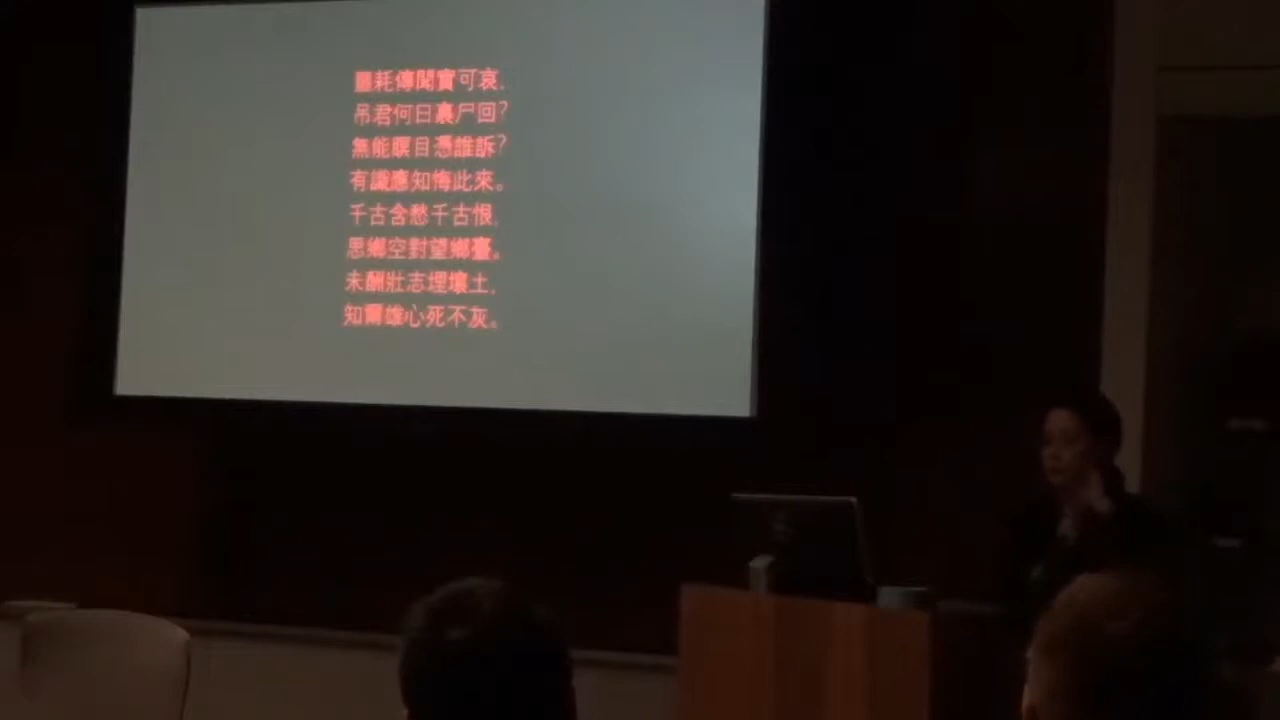 噩耗傳聞實可哀,
吊君何日裹尸回?
無能瞑目憑誰訴?
有識應知悔此來。
千古含愁千古恨,
思鄉空對望鄉臺。
未酬壯志埋壤土,
知爾雄心死不灰。